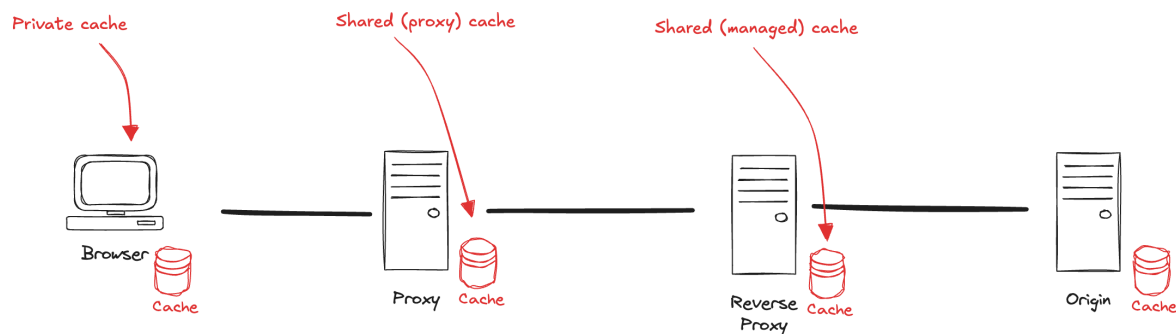 Private cache
Shared (proxy) cache
Shared (managed) cache
Browser
Cache
Proxy
Cache
Reverse
Proxy
Cache
Origin
Cache